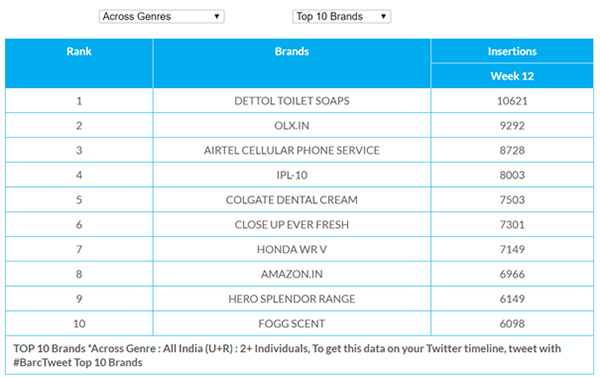 Across Genres Top 10 Brands
Rank Brands Insertions
Week 12
1 DETTOL TOILET SOAPS 10621
2 OLX.IN 9292
3 AIRTEL CELLULAR PHONE SERVICE 8728
4 IPL-10 8003
5 COLGATE DENTAL CREAM 7503
6 CLOSE UP EVER FRESH 7301
7 HONDA WR V 7149
8 AMAZON.IN 6966
9 HERO SPLENDOR RANGE 6149
10 FOGG SCENT 6098
TOP 10 Brands *Across Genre : All India (U+R) : 2+ Individuals, To get this data on your Twitter timeline, tweet with
#BarcTweet Top 10 Brands